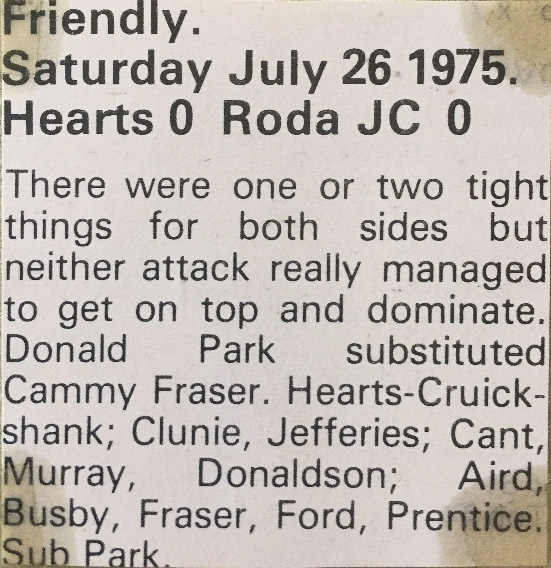 Friendly.
Saturday July 26 1975.
Hearts 0 Roda JC 0
There were one or two tight
things for both sides but
neither attack really managed
to get on top and dominate.
Donald Park substituted
Cammy Fraser. Hearts-Cruick-
shank; Clunie, Jefferies; Cant,
Murray, Donaldson; Aird,
Busby, Fraser, Ford, Prentice.
Sub Park.